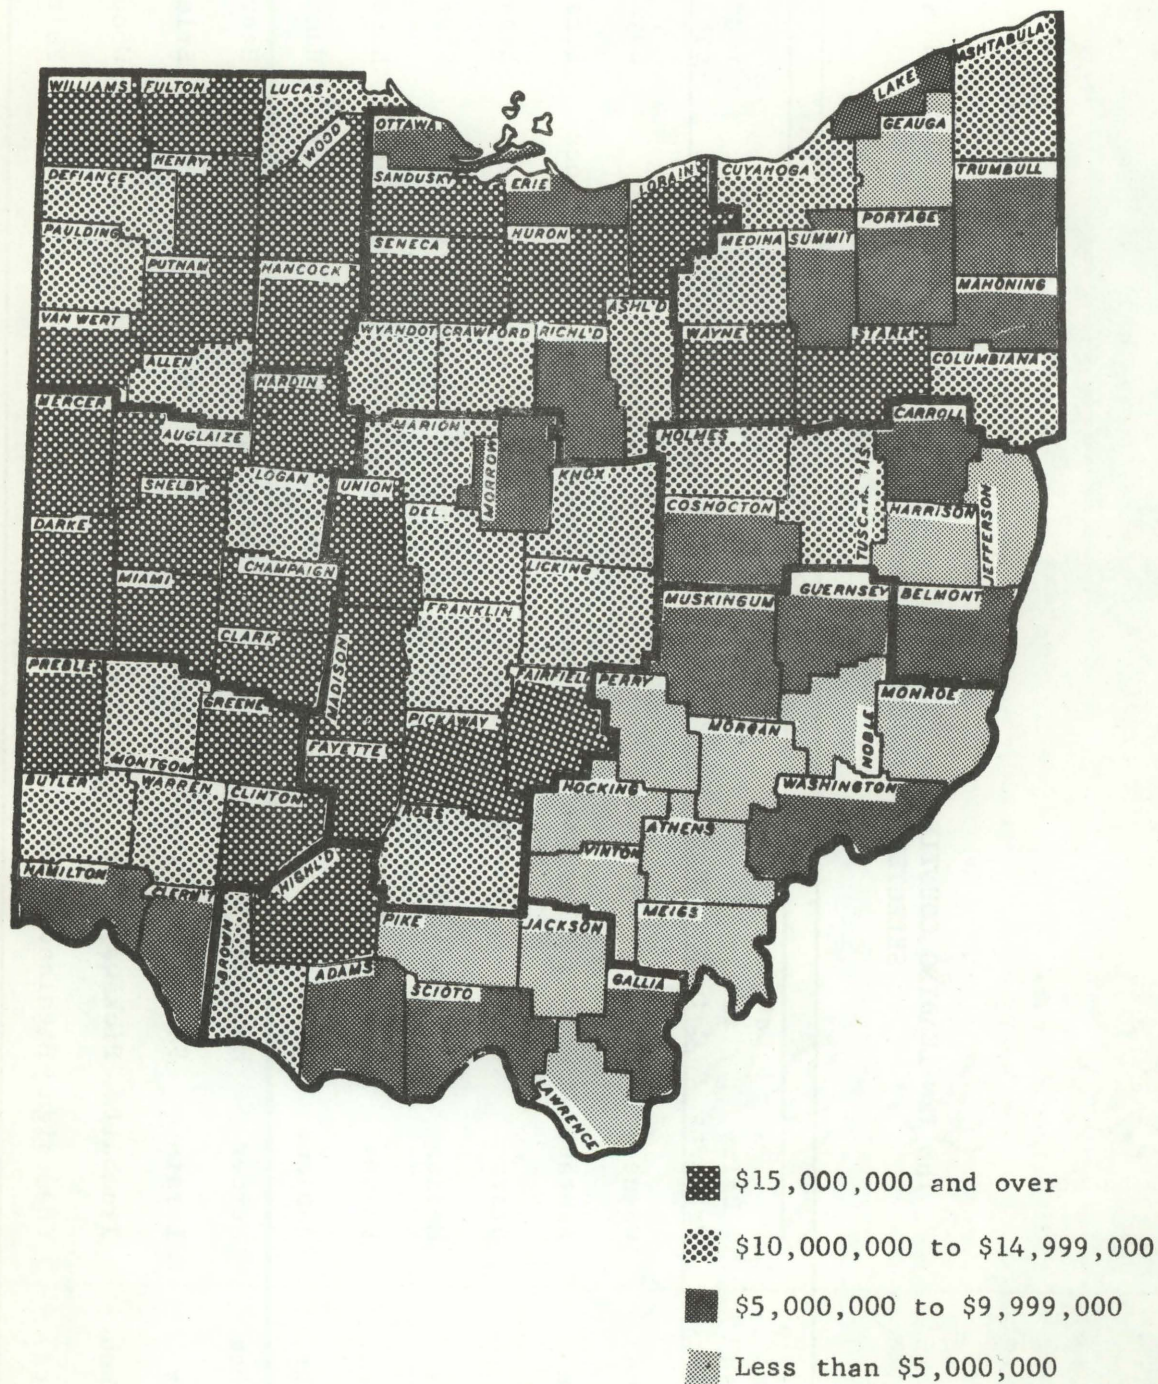 WILLIAMS FULTON LUCAS
WOOD
OTTAWA
HENRY
DEFIANCE
SANDUSKY
ERIE
LORAIN
CUYAHOGA
LAKE
ASHTABULA
GEAUGA
TRUMBULL
PAULDING
SENECA
HURON
MEDINA
SUMMIT
PORTAGE
PUTNAM
HANCOCK
MAHONING
VAN WERT
ALLEN
WYANDOT
CRAWFORD
RICHL'D
ASHL'D
WAYNE
STARK
COLUMBIANA
HARDIN
MERCER
AUGLAIZE
MARION
MORROW
HOLMES
CARROLL
LOGAN
UNION
KNOX
SHELBY
DEL.
COSHOCTON
HARRISON
JEFFERSON
DARKE
MIAMI
CHAMPAIGN
LICKING
MUSKINGUM
GUERNSEY
BELMONT
CLARK
FRANKLIN
MADISON
PREBLE
GREENE
PICKAWAY
FAIRFIELD
PERRY
MORGAN
NOBLE
MONROE
FAYETTE
MONTGOM
BUTLER
WARREN
CLINTON
HOCKING
WASHINGTON
ROSS
ATHENS
VINTON
HIGHL'D
HAMILTON
CLERM'T
BROWN
PIKE
JACKSON
MEIGS
ADAMS
SCIOTO
GALLIA
LAWRENCE
$15,000,000 and over
$10,000,000 to $14,999,000
$5,000,000 to $9,999,000
Less than $5,000,000